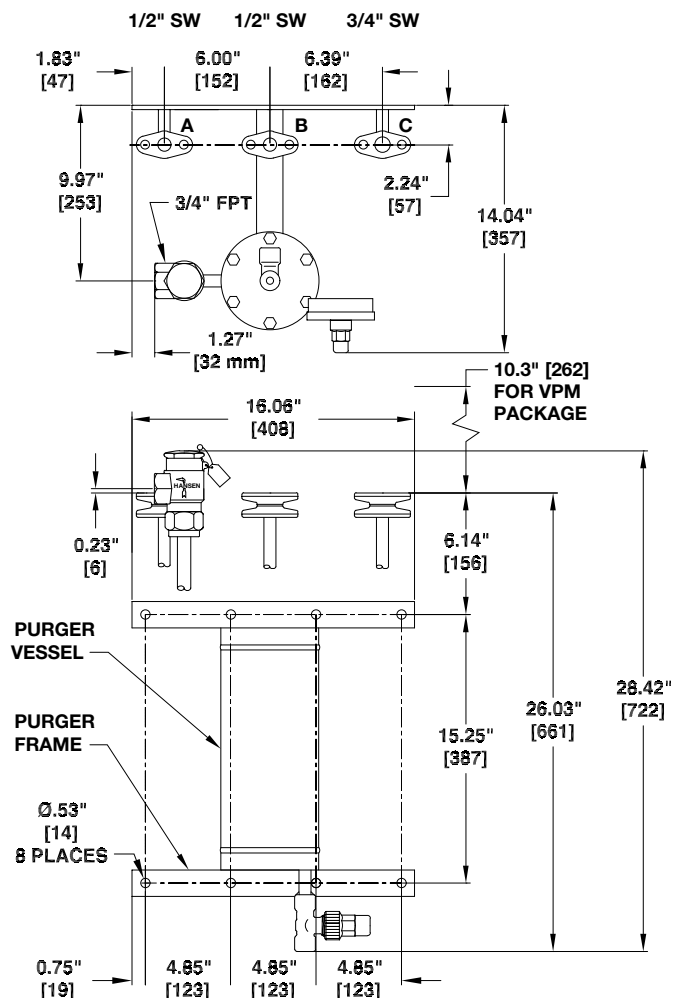 1/2" SW 1/2" SW 3/4" SW
1.83" 6.00" 6.39"
[47] [152] [162]
A B C
9.97"
[253]
3/4" FPT
2.24"
[57]
14.04"
[357]
1.27"
[32 mm]
10.3" [262]
FOR VPM
PACKAGE
16.06"
[408]
HANSEN
0.23"
[6]
6.14"
[156]
PURGER
VESSEL
28.42"
[722]
26.03"
[661]
15.25"
[387]
PURGER
FRAME
Ø.53"
[14]
8 PLACES
0.75" 4.85" 4.85" 4.85"
[19] [123] [123] [123]